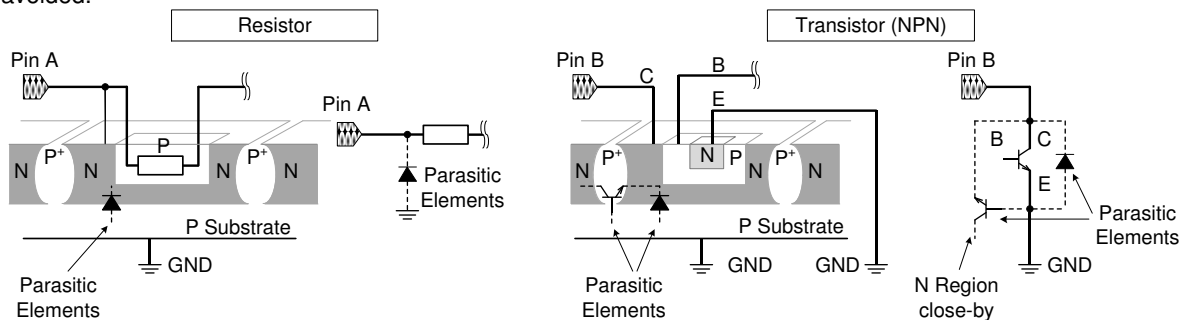 avoided.
Resistor
Transistor (NPN)
Pin A
Pin A
P
N
P+
N
P+
N
N
Parasitic
Elements
P Substrate
GND
Parasitic
Elements
Pin B
C
B
E
N
P+
N
N
P
P+
N
N
P Substrate
GND
GND
Parasitic
Elements
Pin B
B
C
E
Parasitic
Elements
GND
N Region
close-by